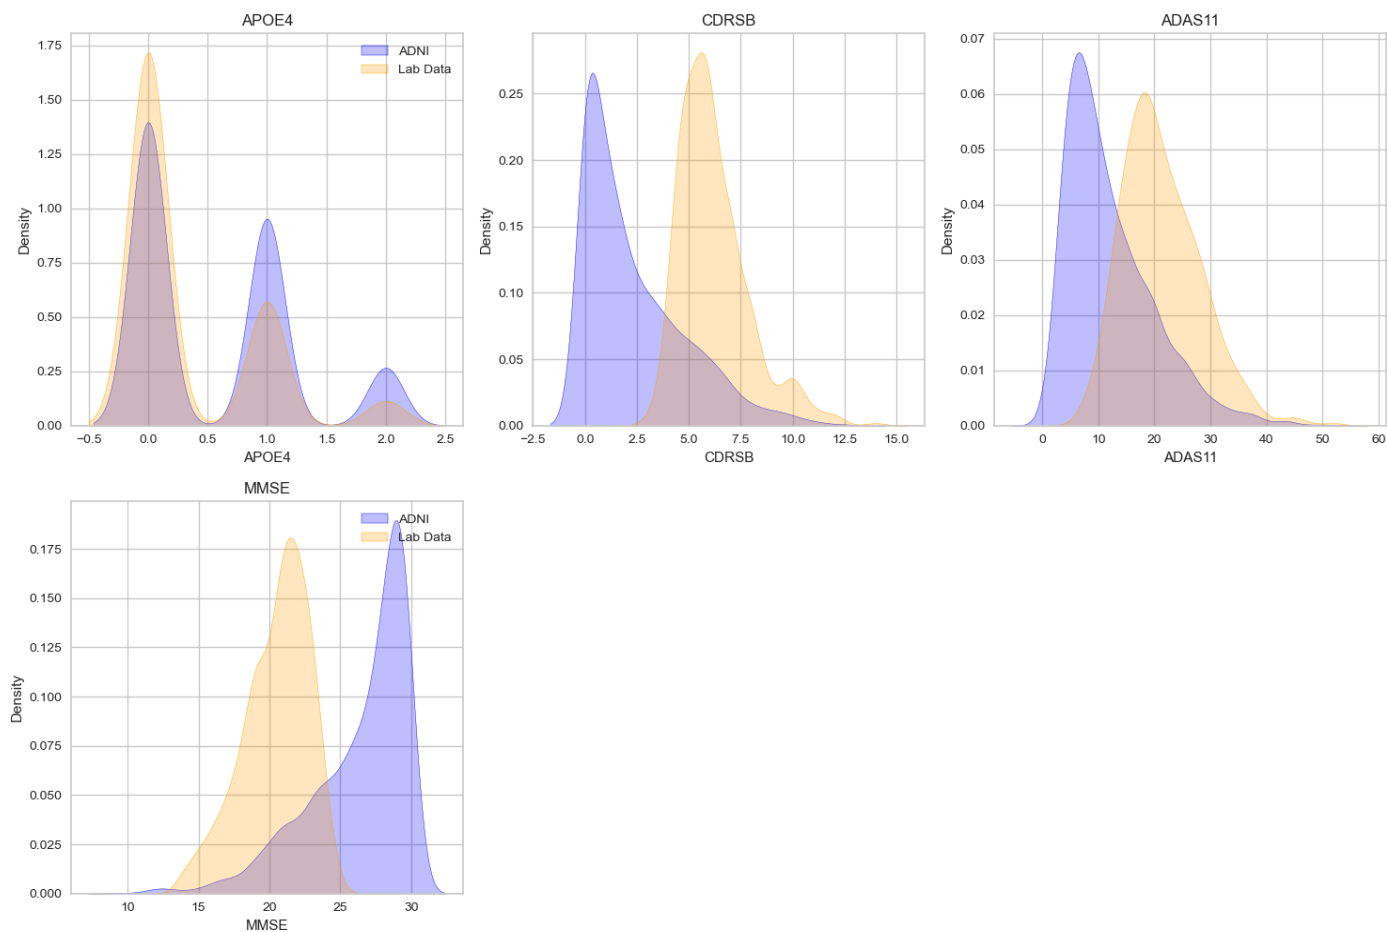 APOE4
1.75
1.50
1.25
1.00
0.75
0.50
0.25
0.00
Density
−0.5 0.0 0.5 1.0 1.5 2.0 2.5
APOE4
ADNI
Lab Data
CDRSB
0.25
0.20
0.15
0.10
0.05
0.00
Density
−2.5 0.0 2.5 5.0 7.5 10.0 12.5 15.0
CDRSB
ADAS11
0.07
0.06
0.05
0.04
0.03
0.02
0.01
0.00
Density
0 10 20 30 40 50 60
ADAS11
MMSE
0.175
0.150
0.125
0.100
0.075
0.050
0.025
0.000
Density
10 15 20 25 30
MMSE
ADNI
Lab Data